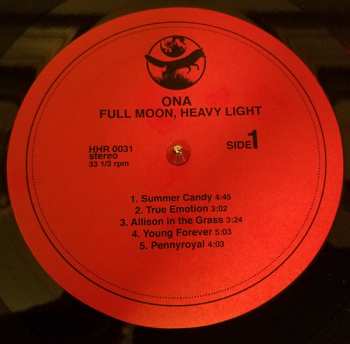 ONA
FULL MOON, HEAVY LIGHT
HHR 0031
stereo
33 1/3 rpm
SIDE 1
1. Summer Candy 4:45
2. True Emotion 3:02
3. Allison in the Grass 3:24
4. Young Forever 5:03
5. Pennyroyal 4:03